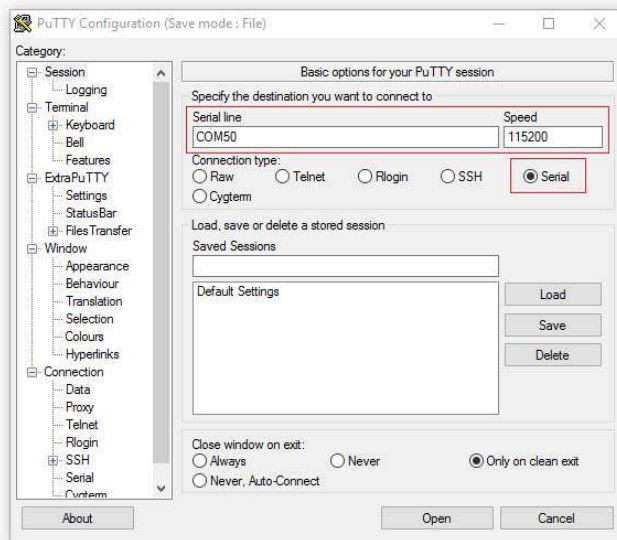 PuTTY Configuration (Save mode : File)
Category:
Session
Logging
Terminal
Keyboard
Bell
Features
ExtraPuTTY
Settings
StatusBar
FilesTransfer
Window
Appearance
Behaviour
Translation
Selection
Colours
Hyperlinks
Connection
Data
Proxy
Telnet
Rlogin
SSH
Serial
Cygterm
Basic options for your PuTTY session
Specify the destination you want to connect to
Serial line Speed
COM50 115200
Connection type:
Raw Telnet Rlogin SSH Serial
Cygterm
Load, save or delete a stored session
Saved Sessions
Default Settings
Load
Save
Delete
Close window on exit:
Always Never Only on clean exit
Never, Auto-Connect
About Open Cancel